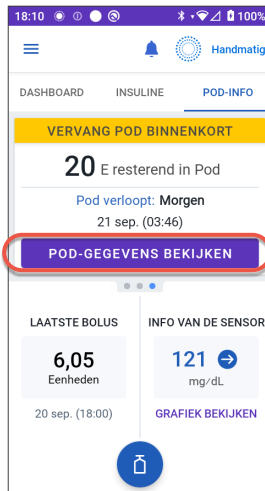 18:10 100%
Handmatig
DASHBOARD INSULINE POD-INFO
VERVANG POD BINNENKORT
20 E resterend in Pod
Pod verloopt: Morgen
21 sep. (03:46)
POD-GEGEVENS BEKIJKEN
LAATSTE BOLUS INFO VAN DE SENSOR
6,05 121
Eenheden mg/dL
20 sep. (18:00) GRAFIEK BEKIJKEN